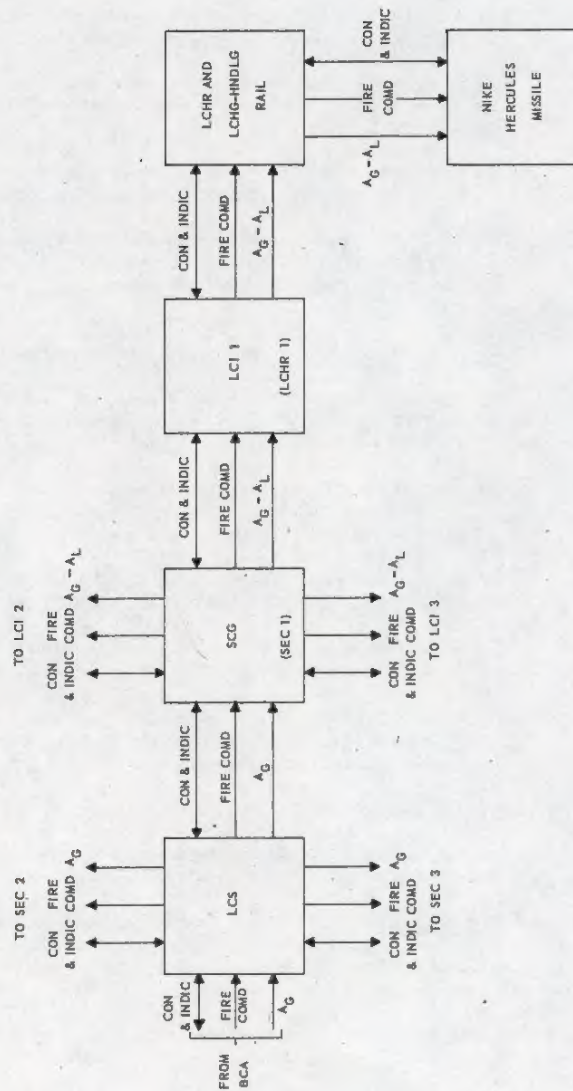 FROM
BCA
CON
& INDIC
FIRE
COMD
A_G
TO SEC 2
CON FIRE
& INDIC COMD A_G
LCS
CON FIRE A_G
& INDIC COMD
TO SEC 3
CON & INDIC
FIRE COMD
A_G
TO LCI 2
CON FIRE
& INDIC COMD A_G - A_L
SCG
(SEC 1)
CON FIRE A_G - A_L
& INDIC COMD
TO LCI 3
CON & INDIC
FIRE COMD
A_G - A_L
LCI 1
(LCHR 1)
CON & INDIC
FIRE COMD
A_G - A_L
LCHR AND
LCHG-HNDLG
RAIL
A_G - A_L
FIRE
COMD
CON
& INDIC
NIKE
HERCULES
MISSILE